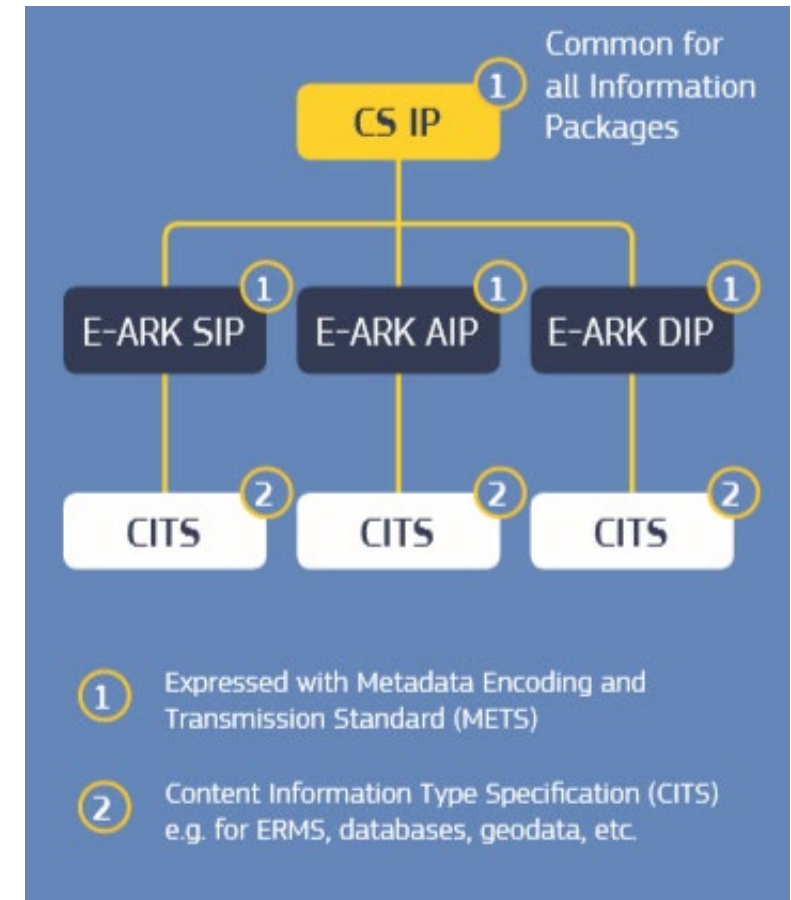 Common for
all Information
Packages
1
CS IP
1
1
1
E-ARK SIP
E-ARK AIP
E-ARK DIP
2
2
2
CITS
CITS
CITS
1
Expressed with Metadata Encoding and
Transmission Standard (METS)
2
Content Information Type Specification (CITS)
e.g. for ERMS, databases, geodata, etc.